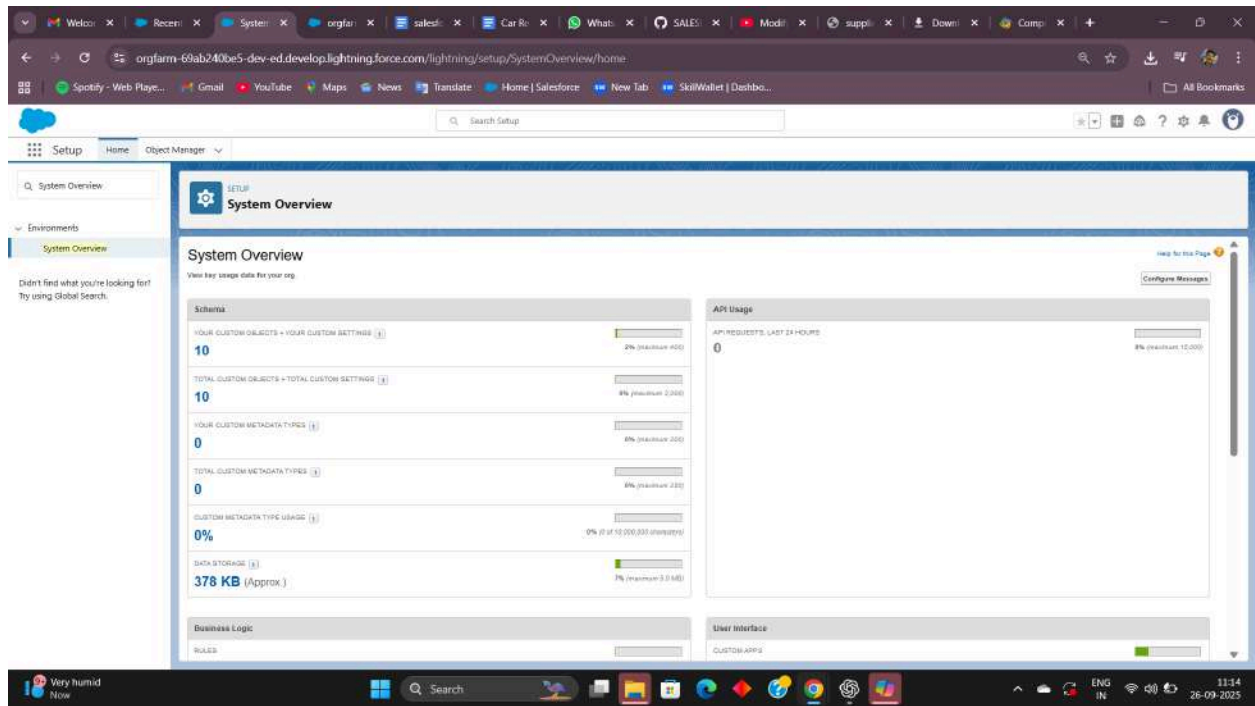 Welcor
Recen
System
orgfar
salesfc
Car Re
Whats
SALES
Modif
suppli
Downl
Comp
orgfarm-69ab240be5-dev-ed.develop.lightning.force.com/lightning/setup/SystemOverview/home
Spotify - Web Playe...
Gmail
YouTube
Maps
News
Translate
Home | Salesforce
New Tab
SkillWallet | Dashbo...
All Bookmarks
Search Setup
Setup
Home
Object Manager
System Overview
SETUP
System Overview
Environments
System Overview
Didn't find what you're looking for?
Try using Global Search.
System Overview
Help for this Page
View key usage data for your org
Configure Messages
Schema
YOUR CUSTOM OBJECTS + YOUR CUSTOM SETTINGS
10
2% (maximum 400)
TOTAL CUSTOM OBJECTS + TOTAL CUSTOM SETTINGS
10
0% (maximum 2,000)
YOUR CUSTOM METADATA TYPES
0
0% (maximum 200)
TOTAL CUSTOM METADATA TYPES
0
0% (maximum 200)
CUSTOM METADATA TYPE USAGE
0%
0% (0 of 10,000,000 characters)
DATA STORAGE
378 KB (Approx.)
7% (maximum 5.0 MB)
API Usage
API REQUESTS, LAST 24 HOURS
0
0% (maximum 15,000)
Business Logic
RULES
User Interface
CUSTOM APPS
Very humid
Now
Search
ENG
IN
11:14
26-09-2025